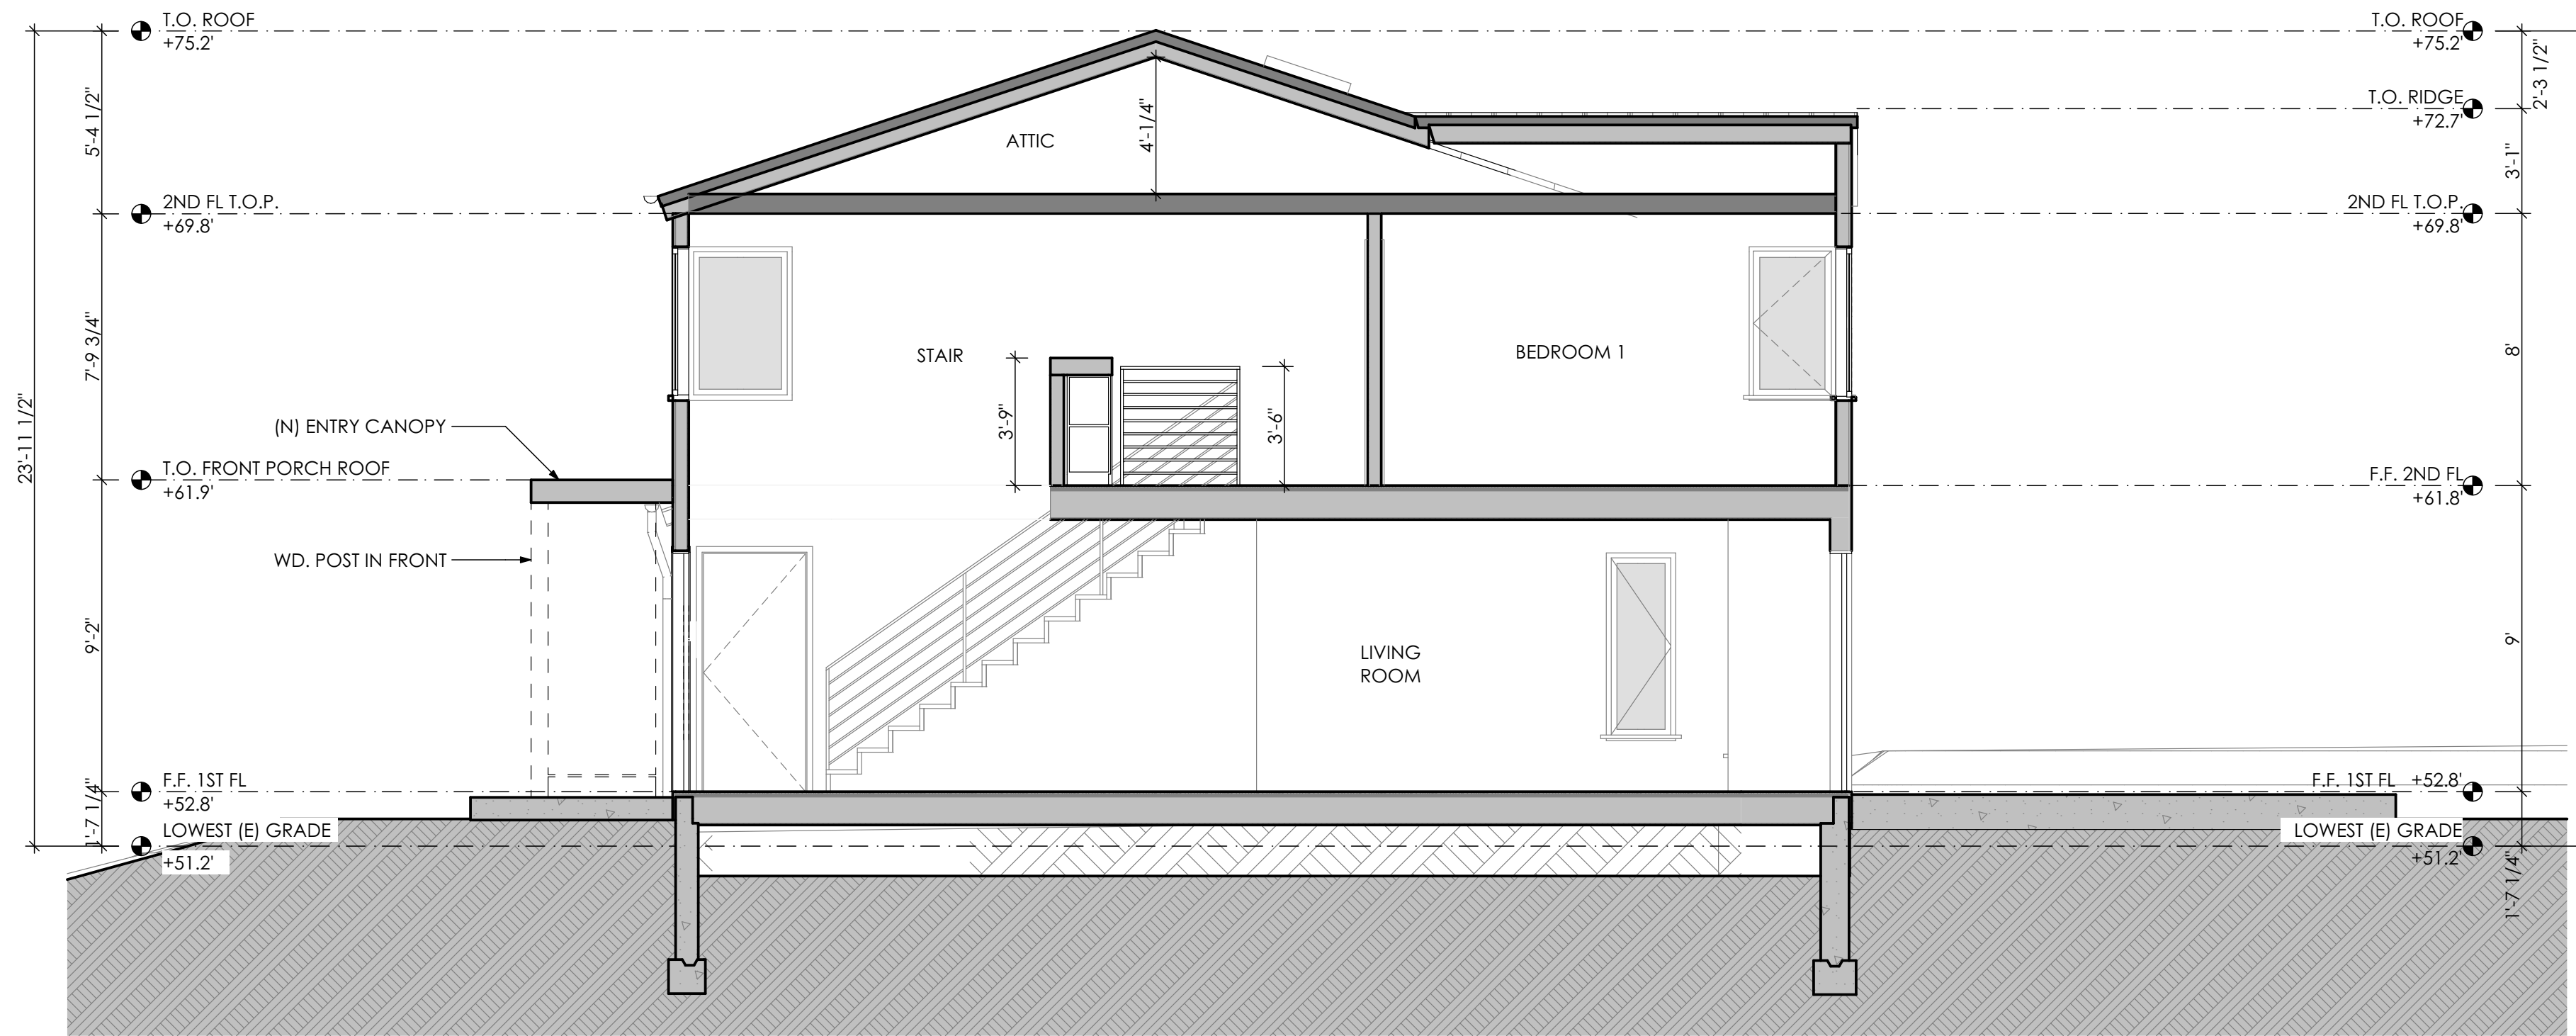 T.O. ROOF
+75.2'
T.O. ROOF
+75.2'
2'-3 1/2"
T.O. RIDGE
+72.7'
5'-4 1/2"
4'-1/4"
ATTIC
3'-1"
2ND FL T.O.P.
+69.8'
2ND FL T.O.P.
+69.8'
7'-9 3/4"
STAIR
BEDROOM 1
8'
23'-11 1/2"
(N) ENTRY CANOPY
3'-9"
3'-6"
T.O. FRONT PORCH ROOF
+61.9'
F.F. 2ND FL
+61.8'
WD. POST IN FRONT
9'-2"
9'
LIVING
ROOM
F.F. 1ST FL
+52.8'
F.F. 1ST FL +52.8'
1'-7 1/4"
LOWEST (E) GRADE
+51.2'
LOWEST (E) GRADE
+51.2'
1'-7 1/4"